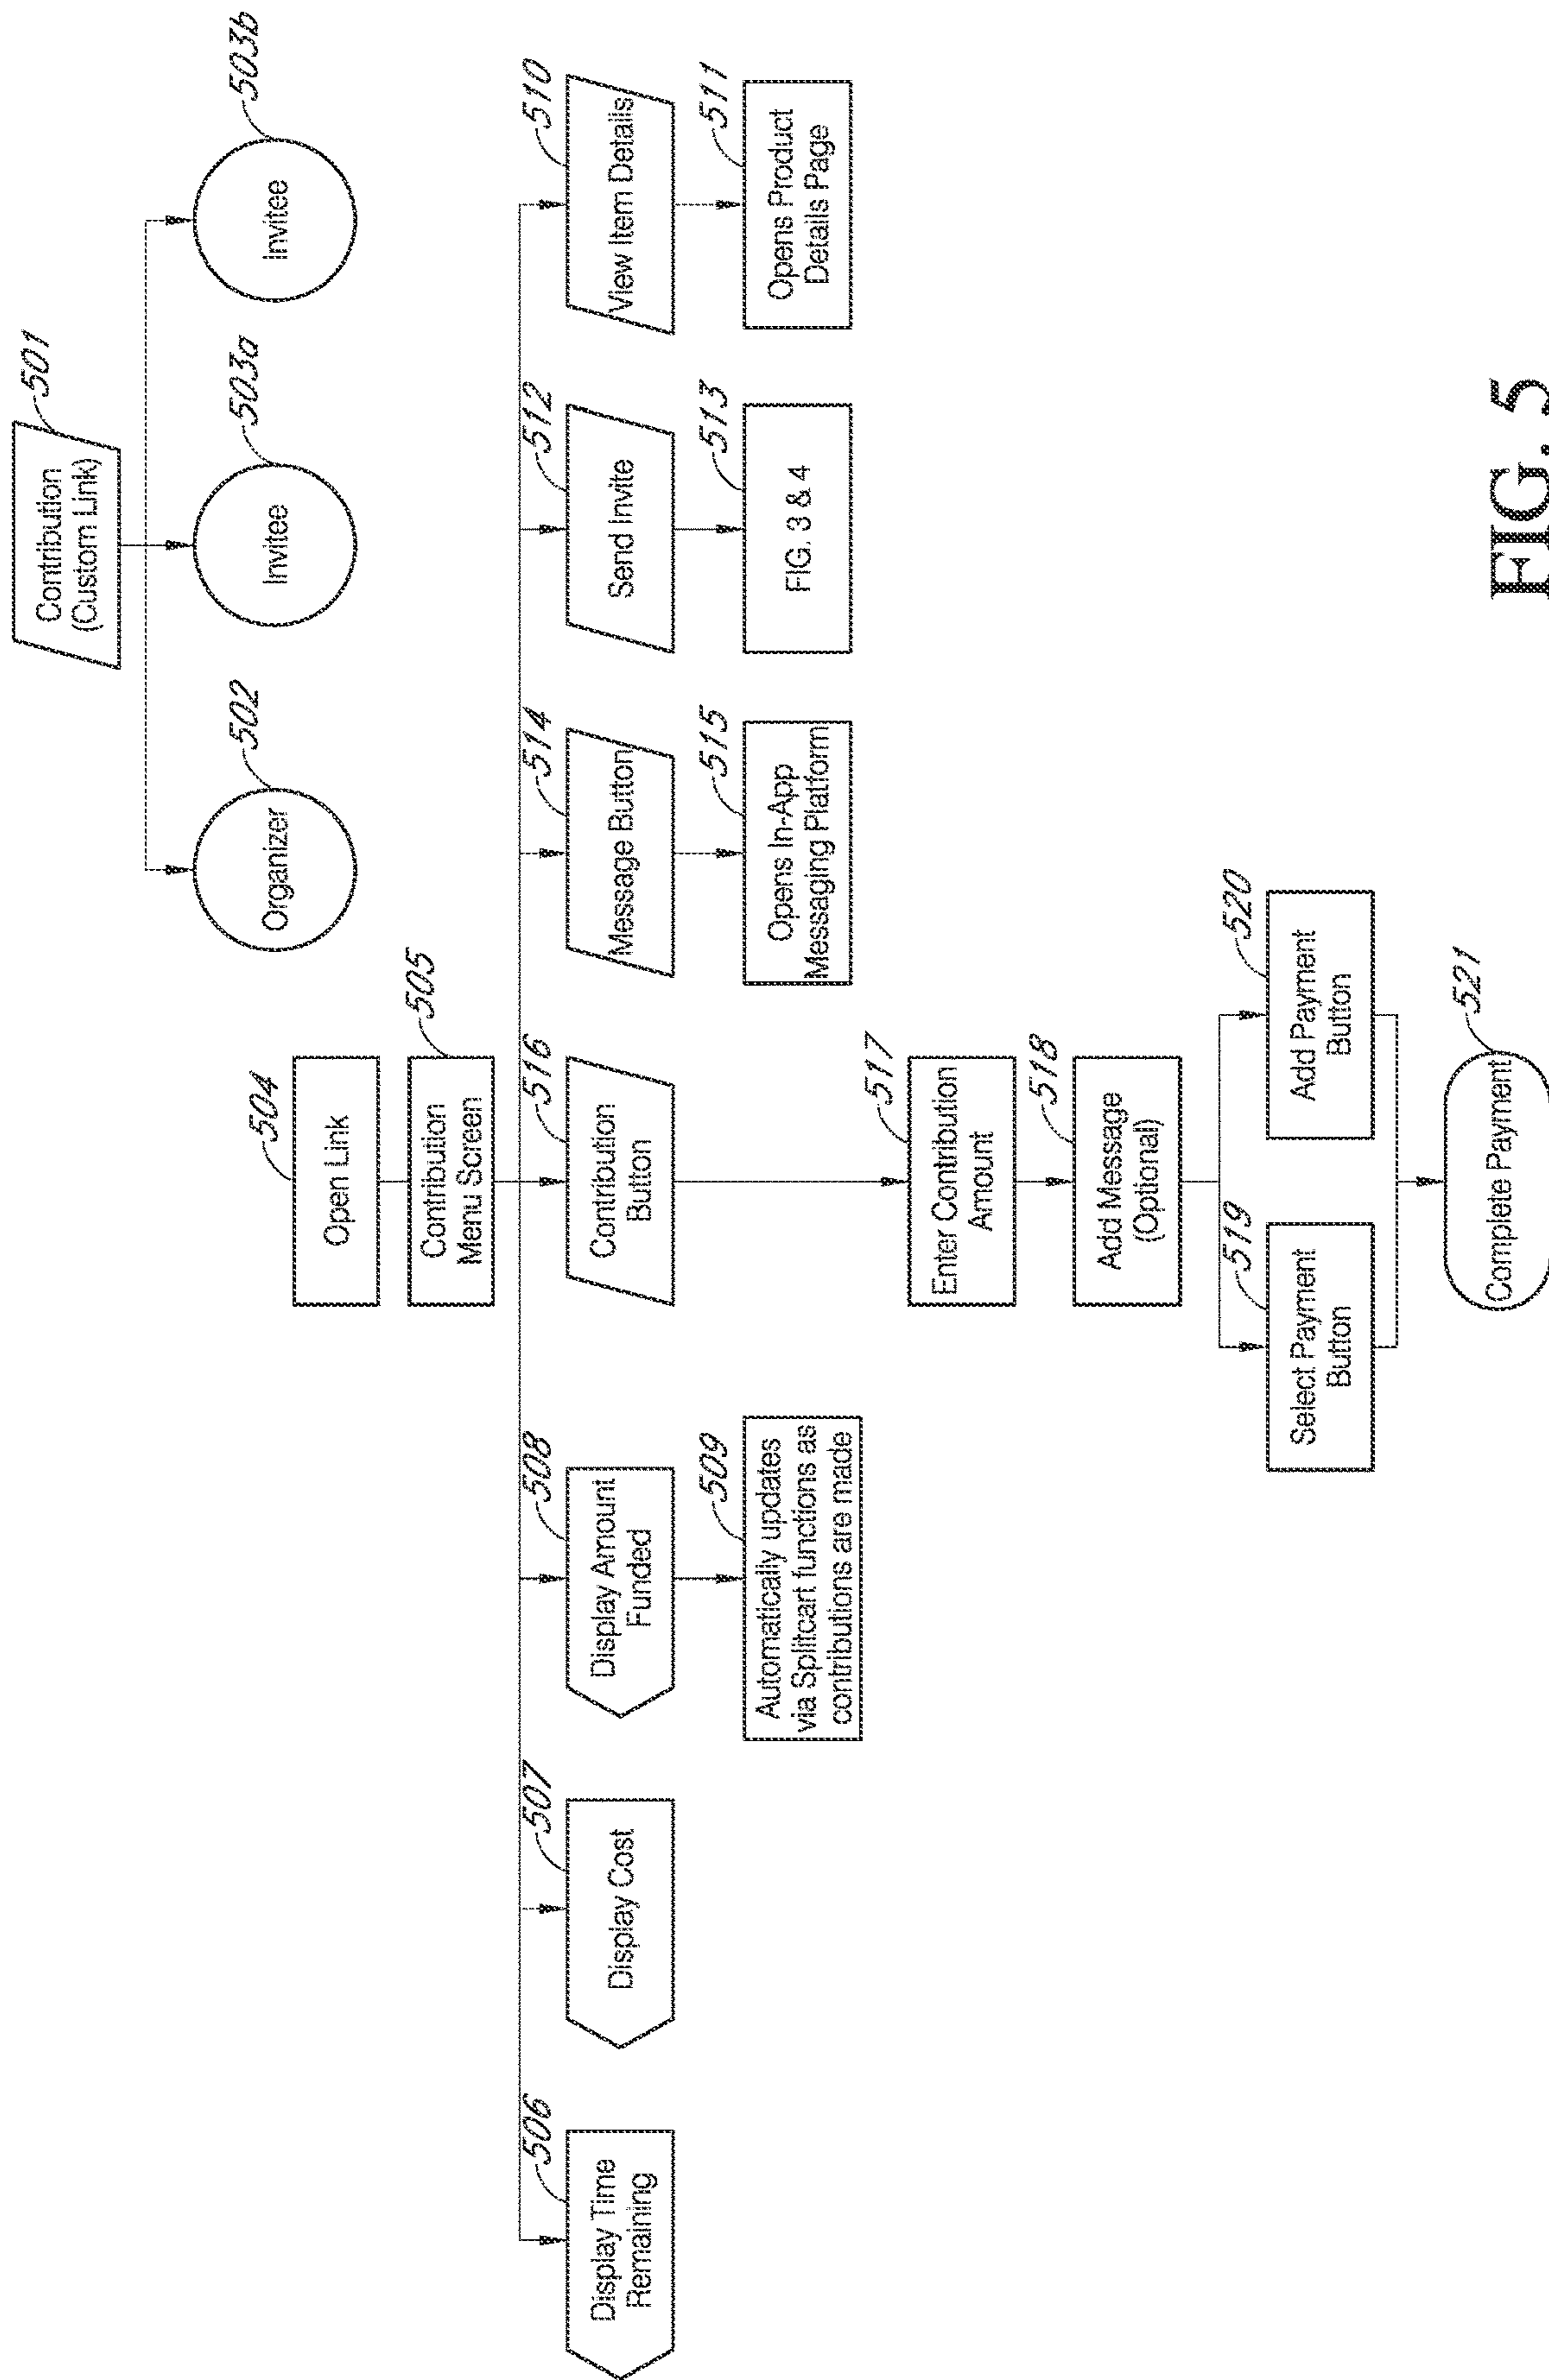 501
Contribution
(Custom Link)
502
Organizer
503a
Invitee
503b
Invitee
504
Open Link
505
Contribution
Menu Screen
506
Display Time
Remaining
507
Display Cost
508
Display Amount
Funded
516
Contribution
Button
514
Message Button
512
Send Invite
510
View Item Details
509
Automatically updates
via Splitcart functions as
contributions are made
515
Opens In-App
Messaging Platform
513
FIG. 3 & 4
511
Opens Product
Details Page
517
Enter Contribution
Amount
518
Add Message
(Optional)
519
Select Payment
Button
520
Add Payment
Button
521
Complete Payment
FIG. 5